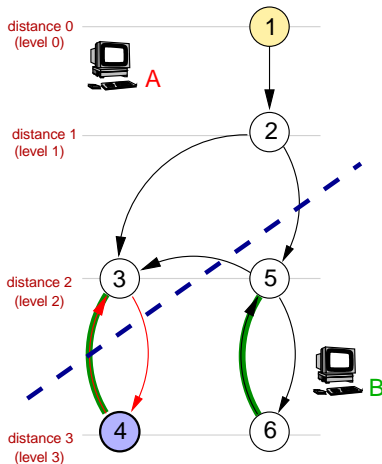 distance 0
(level 0)
1
A
distance 1
(level 1)
2
distance 2
(level 2)
3
5
B
distance 3
(level 3)
4
6